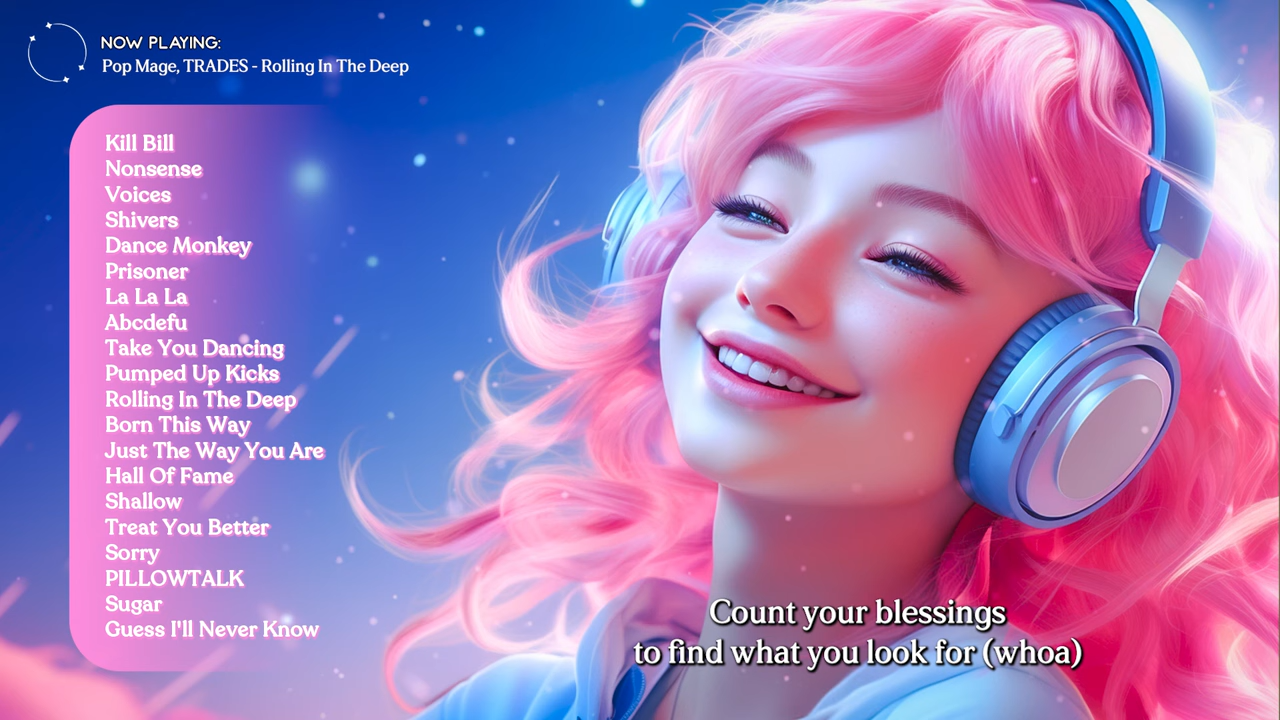 NOW PLAYING:
Pop Mage, TRADES - Rolling In The Deep
Kill Bill
Nonsense
Voices
Shivers
Dance Monkey
Prisoner
La La La
Abcdefu
Take You Dancing
Pumped Up Kicks
Rolling In The Deep
Born This Way
Just The Way You Are
Hall Of Fame
Shallow
Treat You Better
Sorry
PILLOWTALK
Sugar
Guess I'll Never Know
Count your blessings
to find what you look for (whoa)